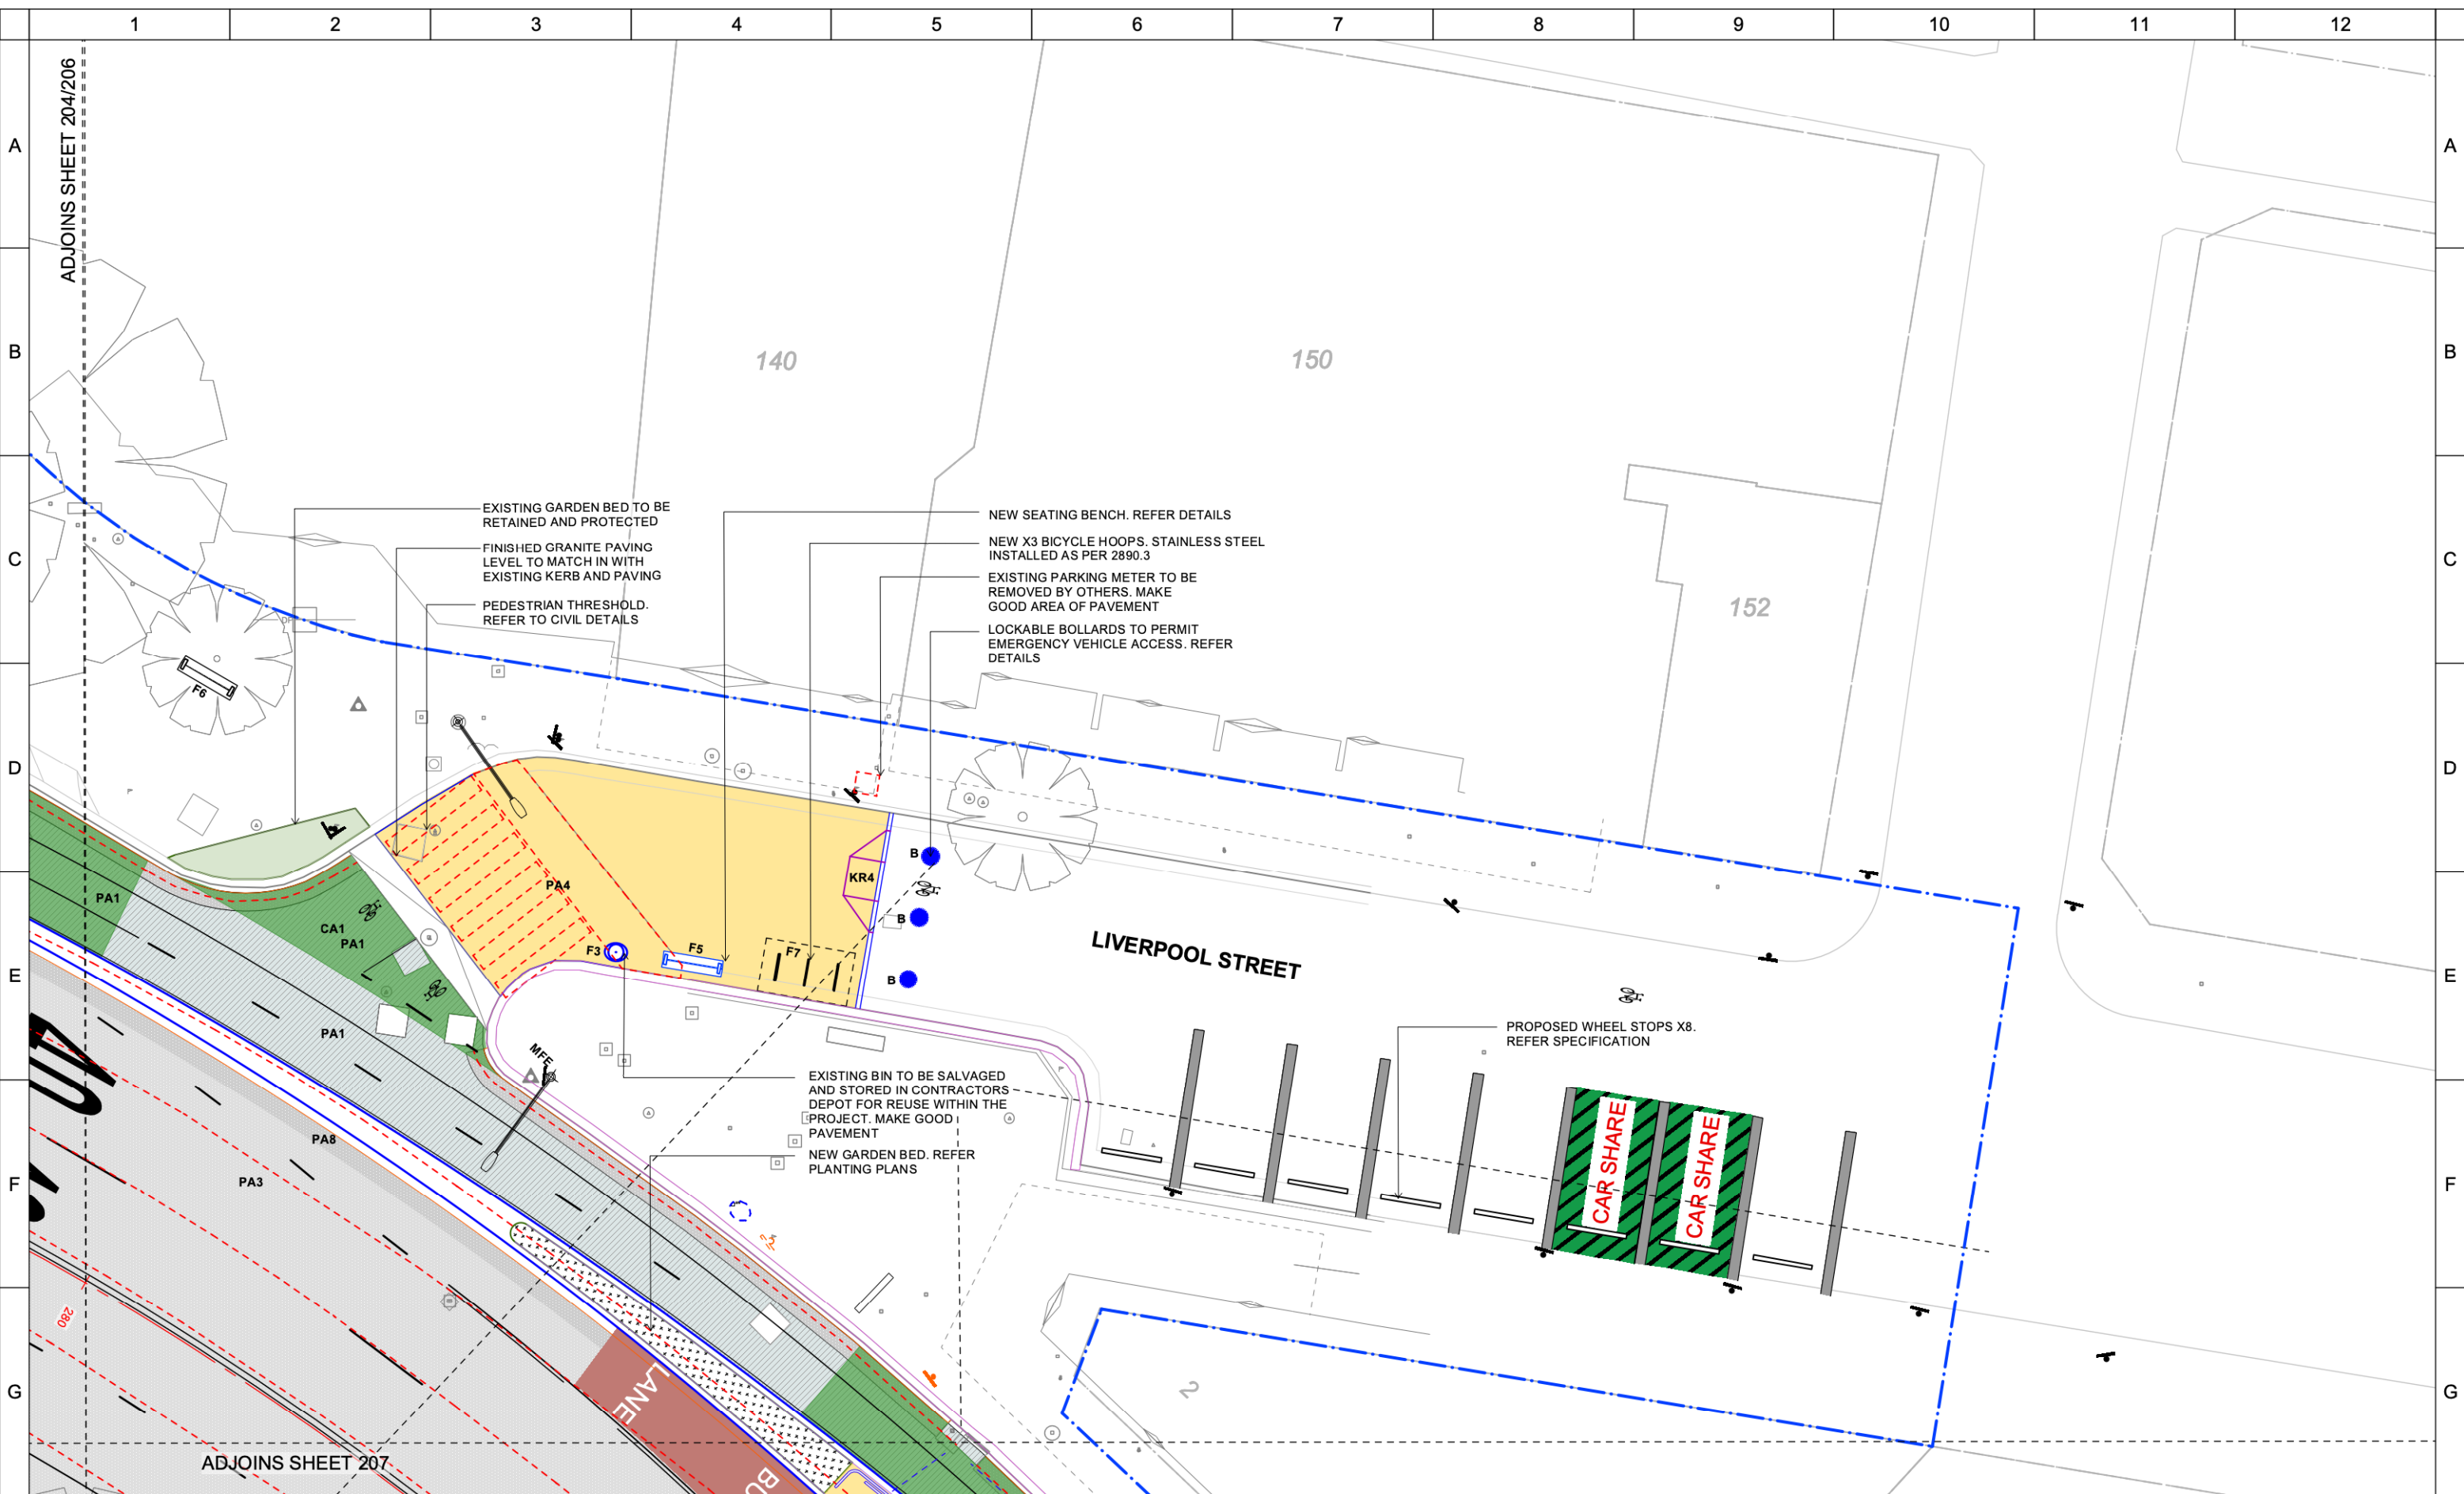 1 2 3 4 5 6 7 8 9 10 11 12
ADJOINS SHEET 204/206
A A
B B
140
150
C C
EXISTING GARDEN BED TO BE
RETAINED AND PROTECTED
FINISHED GRANITE PAVING
LEVEL TO MATCH IN WITH
EXISTING KERB AND PAVING
PEDESTRIAN THRESHOLD.
REFER TO CIVIL DETAILS
NEW SEATING BENCH. REFER DETAILS
NEW X3 BICYCLE HOOPS. STAINLESS STEEL
INSTALLED AS PER 2890.3
EXISTING PARKING METER TO BE
REMOVED BY OTHERS. MAKE
GOOD AREA OF PAVEMENT
LOCKABLE BOLLARDS TO PERMIT
EMERGENCY VEHICLE ACCESS. REFER
DETAILS
152
F6
D D
B
KR4
PA4
PA1
CA1
PA1
B
F3
F5
F7
B
LIVERPOOL STREET
E E
PA1
MFE
PROPOSED WHEEL STOPS X8.
REFER SPECIFICATION
EXISTING BIN TO BE SALVAGED
AND STORED IN CONTRACTORS
DEPOT FOR REUSE WITHIN THE
PROJECT. MAKE GOOD
PAVEMENT
NEW GARDEN BED. REFER
PLANTING PLANS
CAR SHARE
CAR SHARE
PA8
PA3
F F
280
LANE
2
G G
ADJOINS SHEET 207
BU